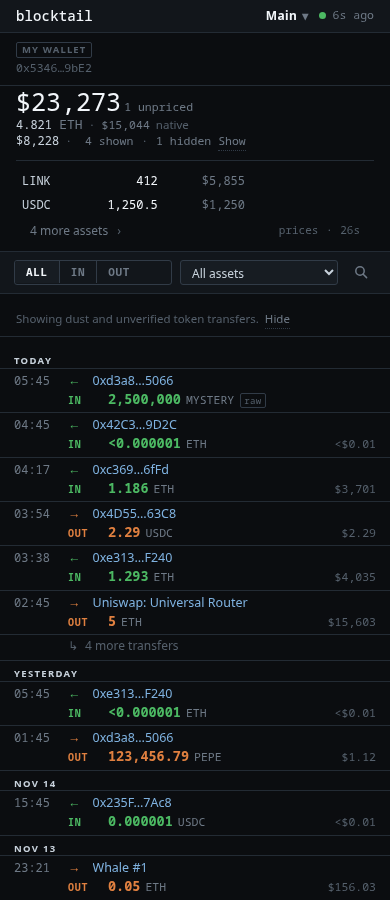 blocktail Main ▾ 6s ago
MY WALLET
0x5346…9bE2
$23,273 1 unpriced
4.821 ETH · $15,044 native
$8,228 · 4 shown · 1 hidden Show
LINK 412 $5,855
USDC 1,250.5 $1,250
4 more assets › prices · 26s
ALL IN OUT All assets
Showing dust and unverified token transfers. Hide
TODAY
05:45 ← 0xd3a8…5066
IN 2,500,000 MYSTERY raw
04:45 ← 0x42C3…9D2C
IN <0.000001 ETH <$0.01
04:17 ← 0xc369…6fFd
IN 1.186 ETH $3,701
03:54 → 0x4D55…63C8
OUT 2.29 USDC $2.29
03:38 ← 0xe313…F240
IN 1.293 ETH $4,035
02:45 → Uniswap: Universal Router
OUT 5 ETH $15,603
↳ 4 more transfers
YESTERDAY
05:45 ← 0xe313…F240
IN <0.000001 ETH <$0.01
01:45 → 0xd3a8…5066
OUT 123,456.79 PEPE $1.12
NOV 14
15:45 ← 0x235F…7Ac8
IN 0.000001 USDC <$0.01
NOV 13
23:21 → Whale #1
OUT 0.05 ETH $156.03